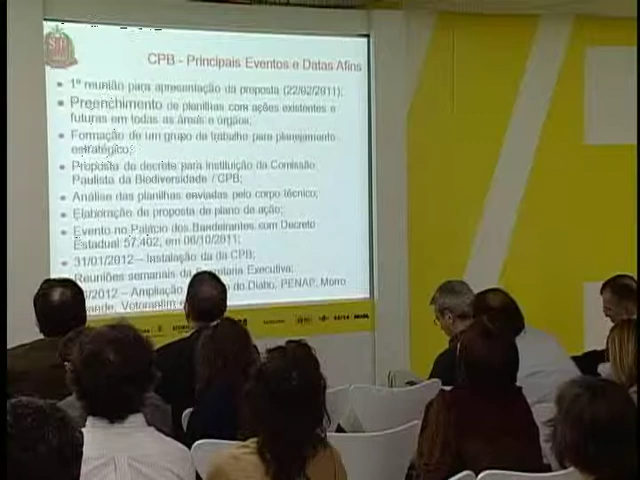 CPB - Principais Eventos e Datas Afins
1ª reunião para apresentação da proposta (22/02/2011);
Preenchimento de planilhas com ações existentes e
futuras em todas as áreas e órgãos;
Formação de um grupo de trabalho para planejamento
estratégico;
Proposta de decreto para instituição da Comissão
Paulista da Biodiversidade / CPB;
Análise das planilhas enviadas pelo corpo técnico;
Elaboração de proposta de plano de ação;
Evento no Palácio dos Bandeirantes com Decreto
Estadual 57.402, em 06/10/2011;
31/01/2012 – Instalação da da CPB;
Reuniões semanais da Executiva;
/2012 – Ampliação do Diabo, PENAP, Morro
Votorantim e